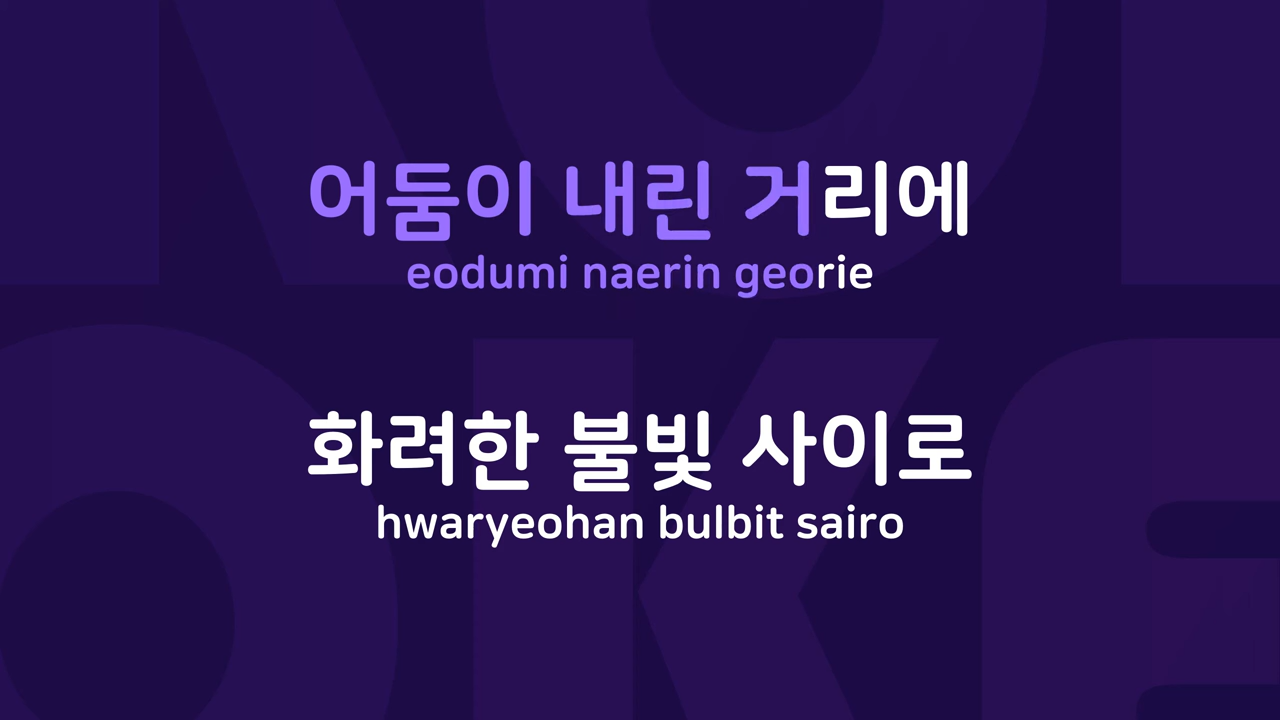 어둠이 내린 거리에
eodumi naerin georie
화려한 불빛 사이로
hwaryeohan bulbit sairo